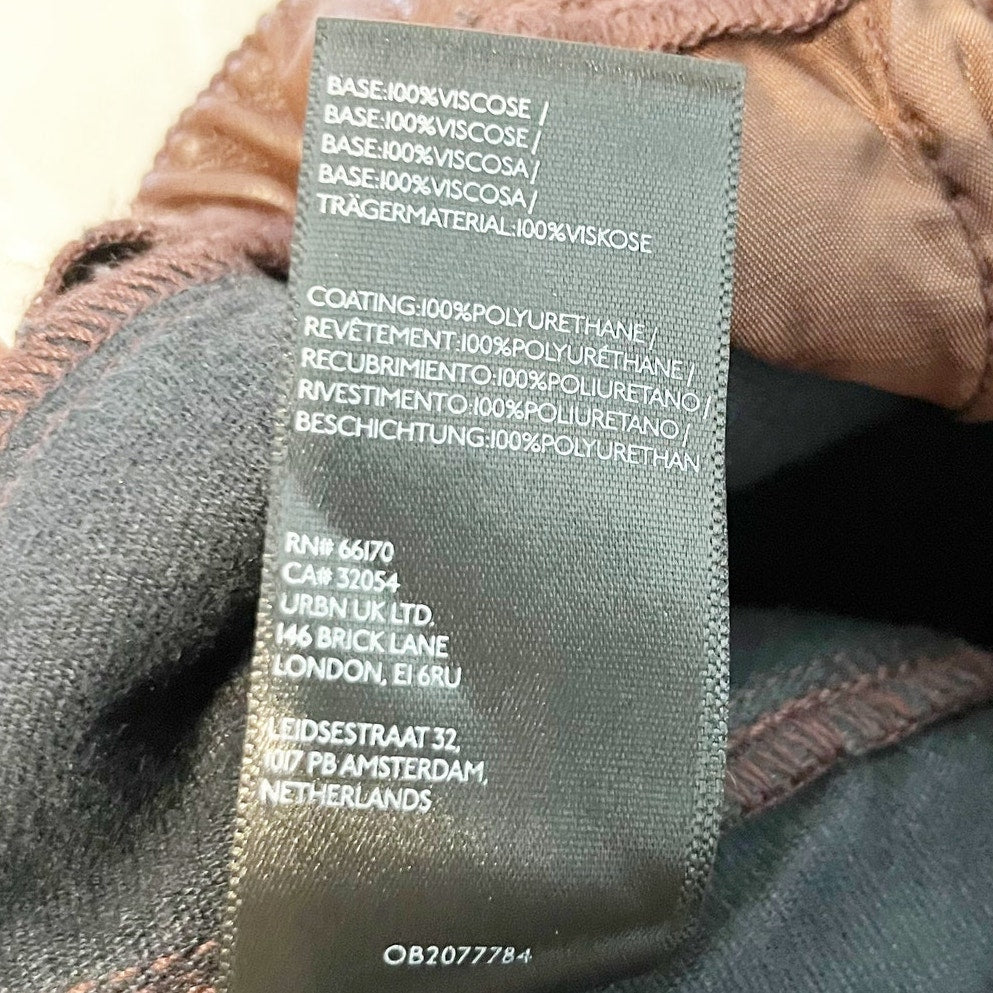 BASE:100%VISCOSE /
BASE:100%VISCOSE /
BASE:100%VISCOSA /
BASE:100%VISCOSA /
TRÄGERMATERIAL:100%VISKOSE
COATING:100%POLYURETHANE /
REVÊTEMENT:100%POLYURÉTHANE /
RECUBRIMIENTO:100%POLIURETANO /
RIVESTIMENTO:100%POLIURETANO /
BESCHICHTUNG:100%POLYURETHAN
RN# 66170
CA# 32054
URBN UK LTD.
146 BRICK LANE
LONDON, E1 6RU
LEIDSESTRAAT 32,
1017 PB AMSTERDAM,
NETHERLANDS
OB2077784